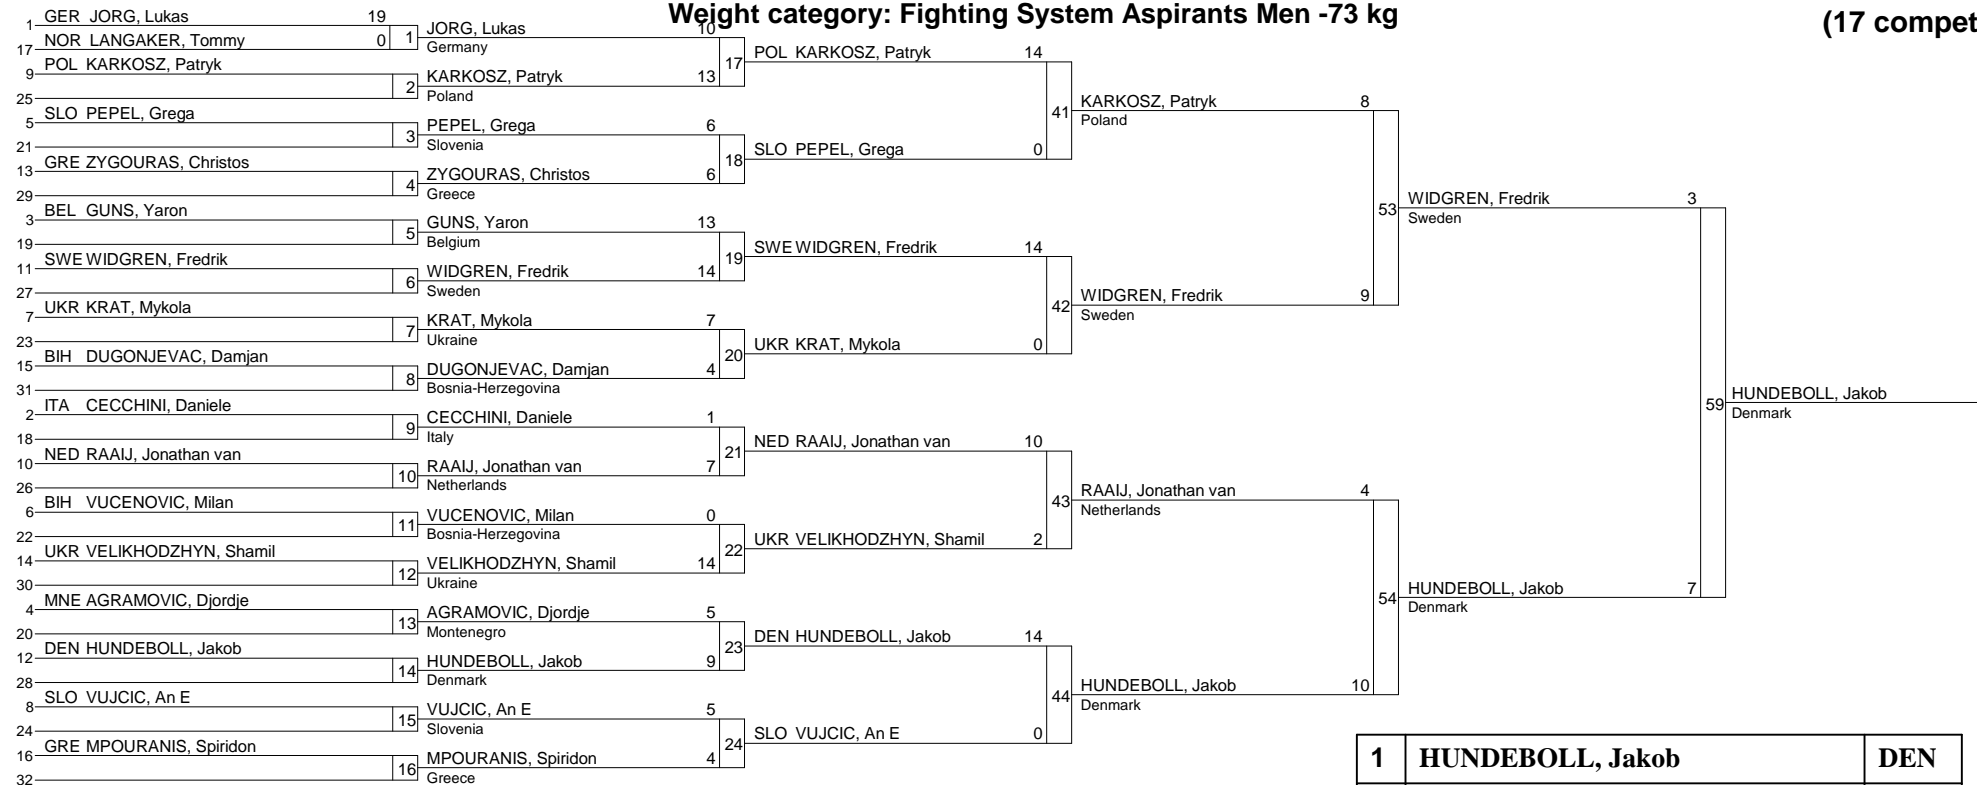 Weight category: Fighting System Aspirants Men -73 kg
(17 compet
1 GER JORG, Lukas 19
17 NOR LANGAKER, Tommy 0
1
9 POL KARKOSZ, Patryk
25
2
5 SLO PEPEL, Grega
21
3
13 GRE ZYGOURAS, Christos
29
4
3 BEL GUNS, Yaron
19
5
11 SWE WIDGREN, Fredrik
27
6
7 UKR KRAT, Mykola
23
7
15 BIH DUGONJEVAC, Damjan
31
8
2 ITA CECCHINI, Daniele
18
9
10 NED RAAIJ, Jonathan van
26
10
6 BIH VUCENOVIC, Milan
22
11
14 UKR VELIKHODZHYN, Shamil
30
12
4 MNE AGRAMOVIC, Djordje
20
13
12 DEN HUNDEBOLL, Jakob
28
14
8 SLO VUJCIC, An E
24
15
16 GRE MPOURANIS, Spiridon
32
16
JORG, Lukas 10
Germany
17
KARKOSZ, Patryk 13
Poland
PEPEL, Grega 6
Slovenia
18
ZYGOURAS, Christos 6
Greece
GUNS, Yaron 13
Belgium
19
WIDGREN, Fredrik 14
Sweden
KRAT, Mykola 7
Ukraine
20
DUGONJEVAC, Damjan 4
Bosnia-Herzegovina
CECCHINI, Daniele 1
Italy
21
RAAIJ, Jonathan van 7
Netherlands
VUCENOVIC, Milan 0
Bosnia-Herzegovina
22
VELIKHODZHYN, Shamil 14
Ukraine
AGRAMOVIC, Djordje 5
Montenegro
23
HUNDEBOLL, Jakob 9
Denmark
VUJCIC, An E 5
Slovenia
24
MPOURANIS, Spiridon 4
Greece
POL KARKOSZ, Patryk 14
41
SLO PEPEL, Grega 0
SWE WIDGREN, Fredrik 14
42
UKR KRAT, Mykola 0
NED RAAIJ, Jonathan van 10
43
UKR VELIKHODZHYN, Shamil 2
DEN HUNDEBOLL, Jakob 14
44
SLO VUJCIC, An E 0
KARKOSZ, Patryk 8
Poland
53
WIDGREN, Fredrik 9
Sweden
RAAIJ, Jonathan van 4
Netherlands
54
HUNDEBOLL, Jakob 10
Denmark
WIDGREN, Fredrik 3
Sweden
59
HUNDEBOLL, Jakob 7
Denmark
HUNDEBOLL, Jakob
Denmark
1 HUNDEBOLL, Jakob DEN